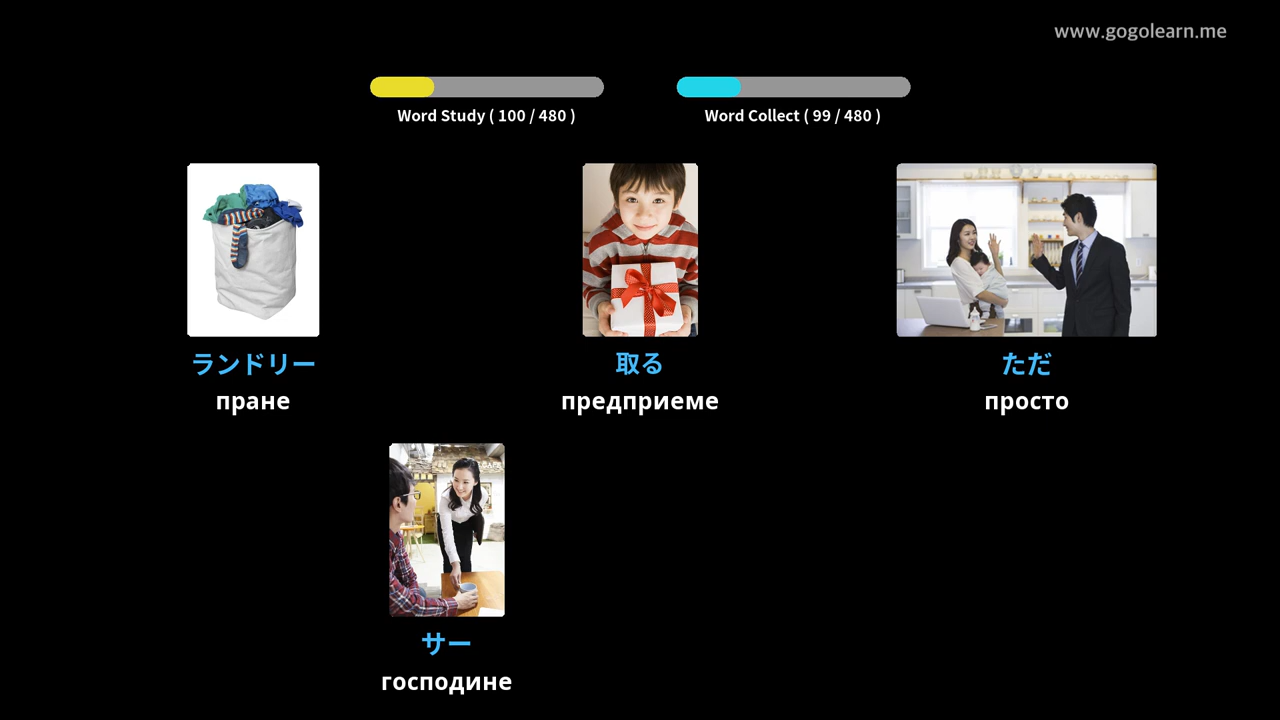 www.gogolearn.me
Word Study ( 100 / 480 )
Word Collect ( 99 / 480 )
ランドリー
пране
取る
предприеме
ただ
просто
サー
господине